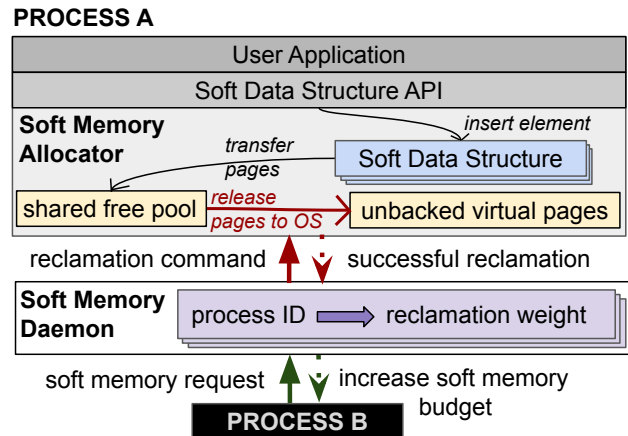 PROCESS A
User Application
Soft Data Structure API
Soft Memory
Allocator
insert element
transfer
pages
Soft Data Structure
shared free pool
release
pages to OS
unbacked virtual pages
reclamation command
successful reclamation
Soft Memory
Daemon
process ID
reclamation weight
soft memory request
increase soft memory
budget
PROCESS B